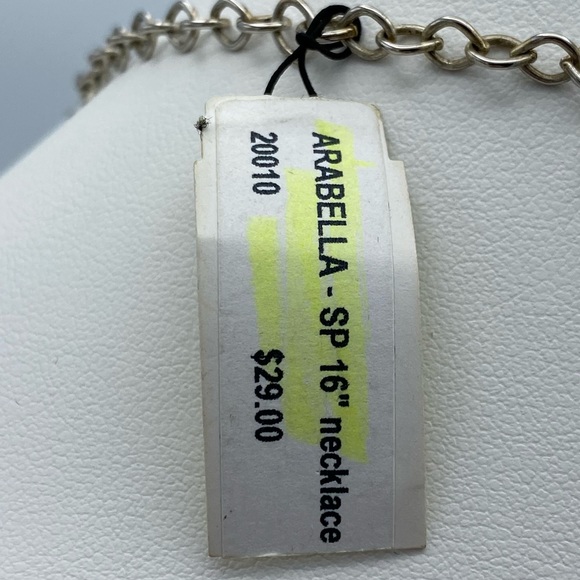 ARABELLA - SP 16" necklace
20010 $29.00